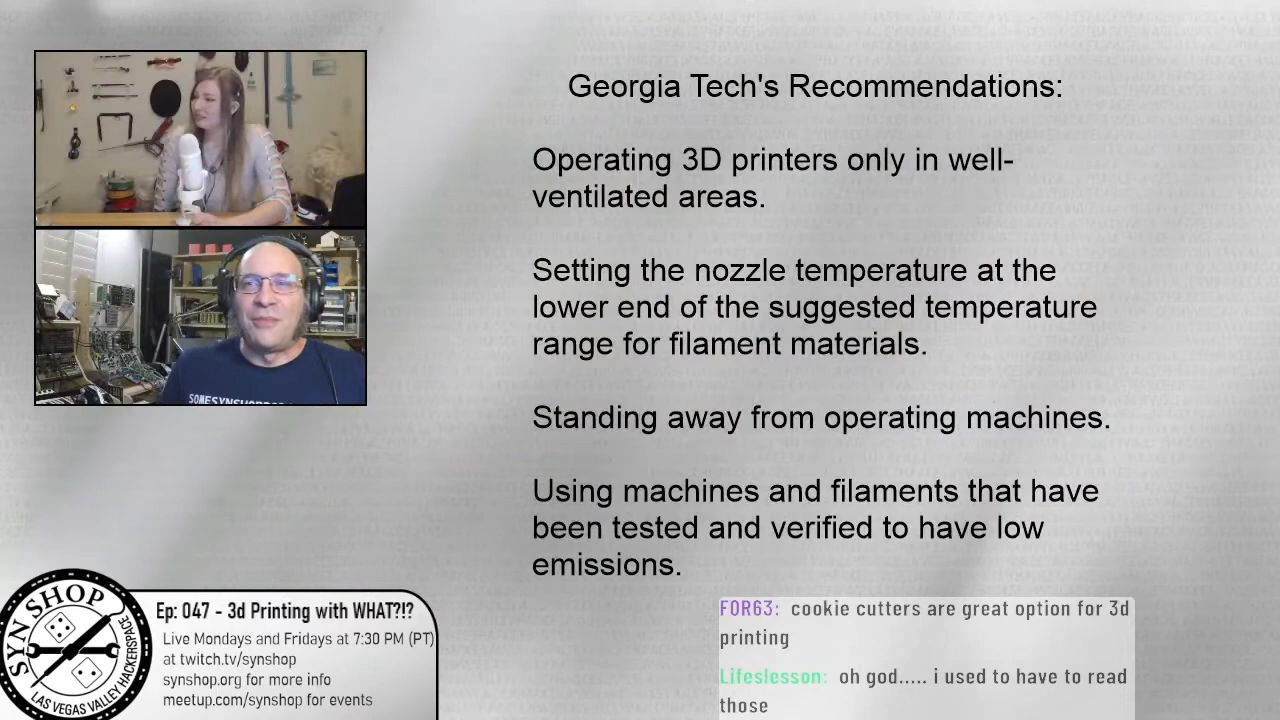 Georgia Tech's Recommendations:
Operating 3D printers only in well-
ventilated areas.
Setting the nozzle temperature at the
lower end of the suggested temperature
range for filament materials.
Standing away from operating machines.
Using machines and filaments that have
been tested and verified to have low
emissions.
SYN SHOP
LAS VEGAS VALLEY HACKERSPACE
Ep: 047 - 3d Printing with WHAT?!?
Live Mondays and Fridays at 7:30 PM (PT)
at twitch.tv/synshop
synshop.org for more info
meetup.com/synshop for events
FOR63: cookie cutters are great option for 3d
printing
Lifeslesson: oh god..... i used to have to read
those